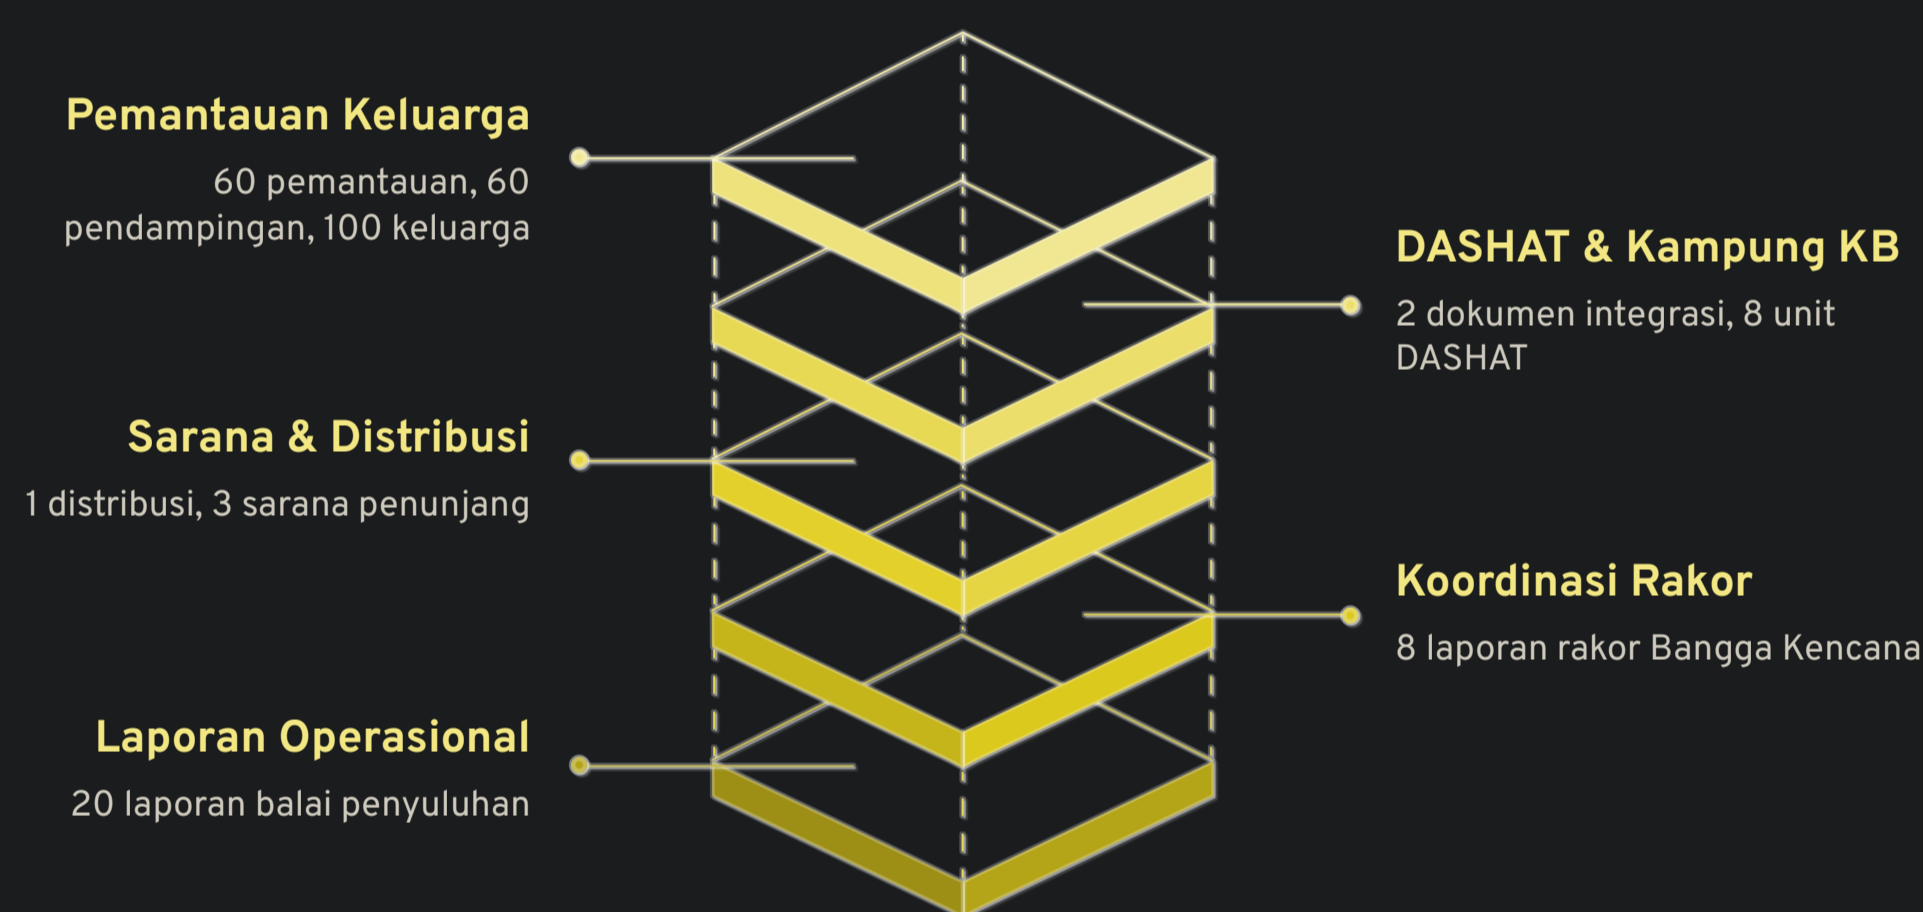 Pemantauan Keluarga
60 pemantauan, 60
pendampingan, 100 keluarga
DASHAT & Kampung KB
2 dokumen integrasi, 8 unit
DASHAT
Sarana & Distribusi
1 distribusi, 3 sarana penunjang
Koordinasi Rakor
8 laporan rakor Bangga Kencana
Laporan Operasional
20 laporan balai penyuluhan